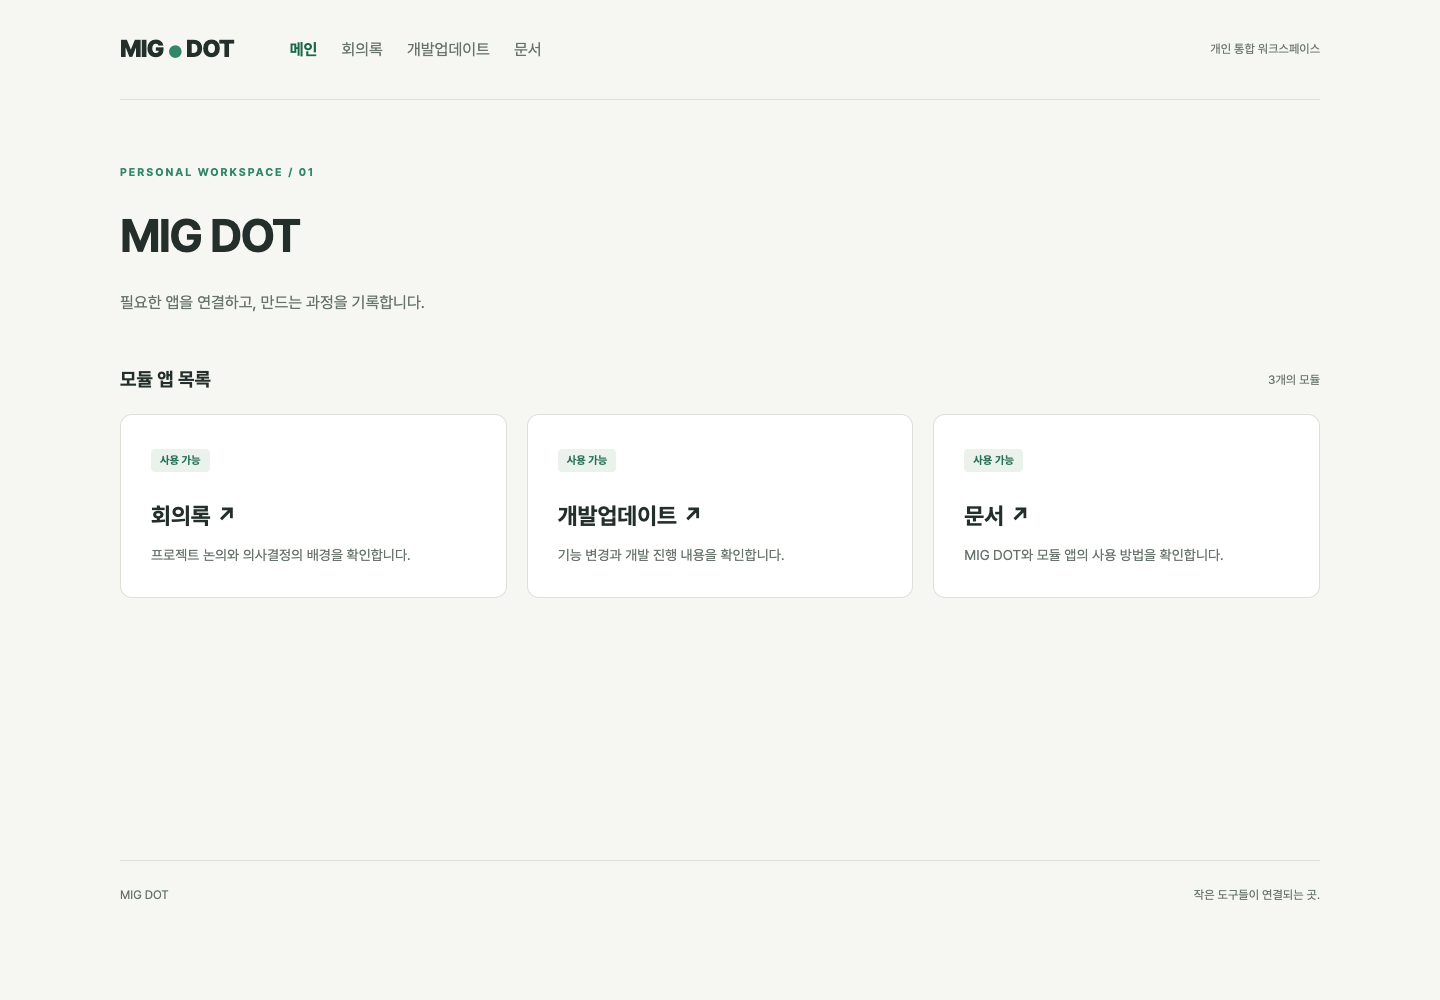 MIG DOT 메인 회의록 개발업데이트 문서 개인 통합 워크스페이스
PERSONAL WORKSPACE / 01
MIG DOT
필요한 앱을 연결하고, 만드는 과정을 기록합니다.
모듈 앱 목록 3개의 모듈
사용 가능
회의록 ↗
프로젝트 논의와 의사결정의 배경을 확인합니다.
사용 가능
개발업데이트 ↗
기능 변경과 개발 진행 내용을 확인합니다.
사용 가능
문서 ↗
MIG DOT와 모듈 앱의 사용 방법을 확인합니다.
MIG DOT 작은 도구들이 연결되는 곳.